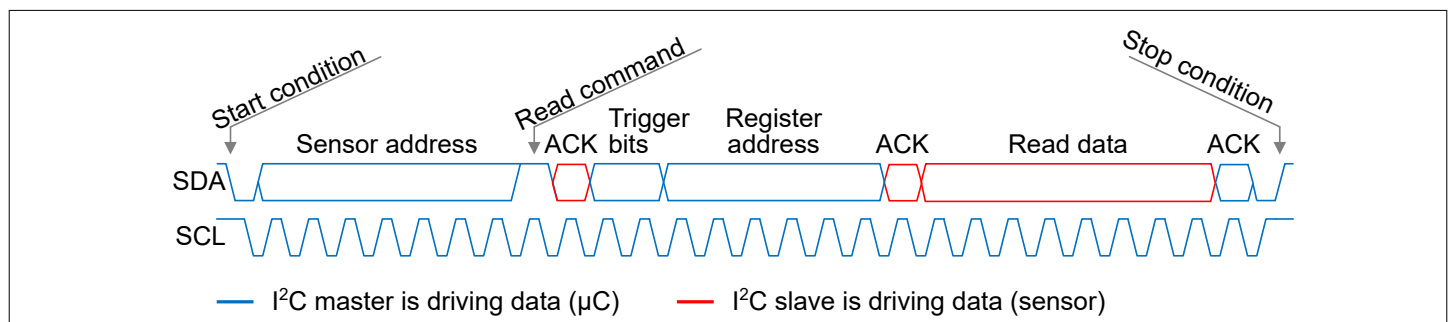 Start condition
Read command
Stop condition
Sensor address
ACK
Trigger
bits
Register
address
ACK
Read data
ACK
SDA
SCL
I²C master is driving data (µC)
I²C slave is driving data (sensor)